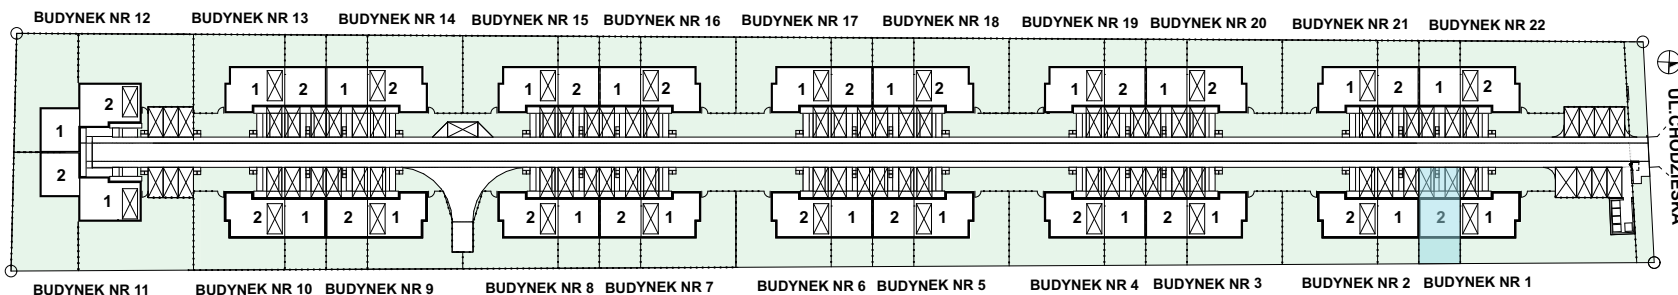 BUDYNEK NR 12 BUDYNEK NR 13 BUDYNEK NR 14 BUDYNEK NR 15 BUDYNEK NR 16 BUDYNEK NR 17 BUDYNEK NR 18 BUDYNEK NR 19 BUDYNEK NR 20 BUDYNEK NR 21 BUDYNEK NR 22
2 1 2 1 2 1 2 1 2 1 2 1 2 1 2 1 2 1 2 1 2
1
UL.CHODZIESKA
2
1 2 1 2 1 2 1 2 1 2 1 2 1 2 1 2 1 2 1 2 1
BUDYNEK NR 11 BUDYNEK NR 10 BUDYNEK NR 9 BUDYNEK NR 8 BUDYNEK NR 7 BUDYNEK NR 6 BUDYNEK NR 5 BUDYNEK NR 4 BUDYNEK NR 3 BUDYNEK NR 2 BUDYNEK NR 1